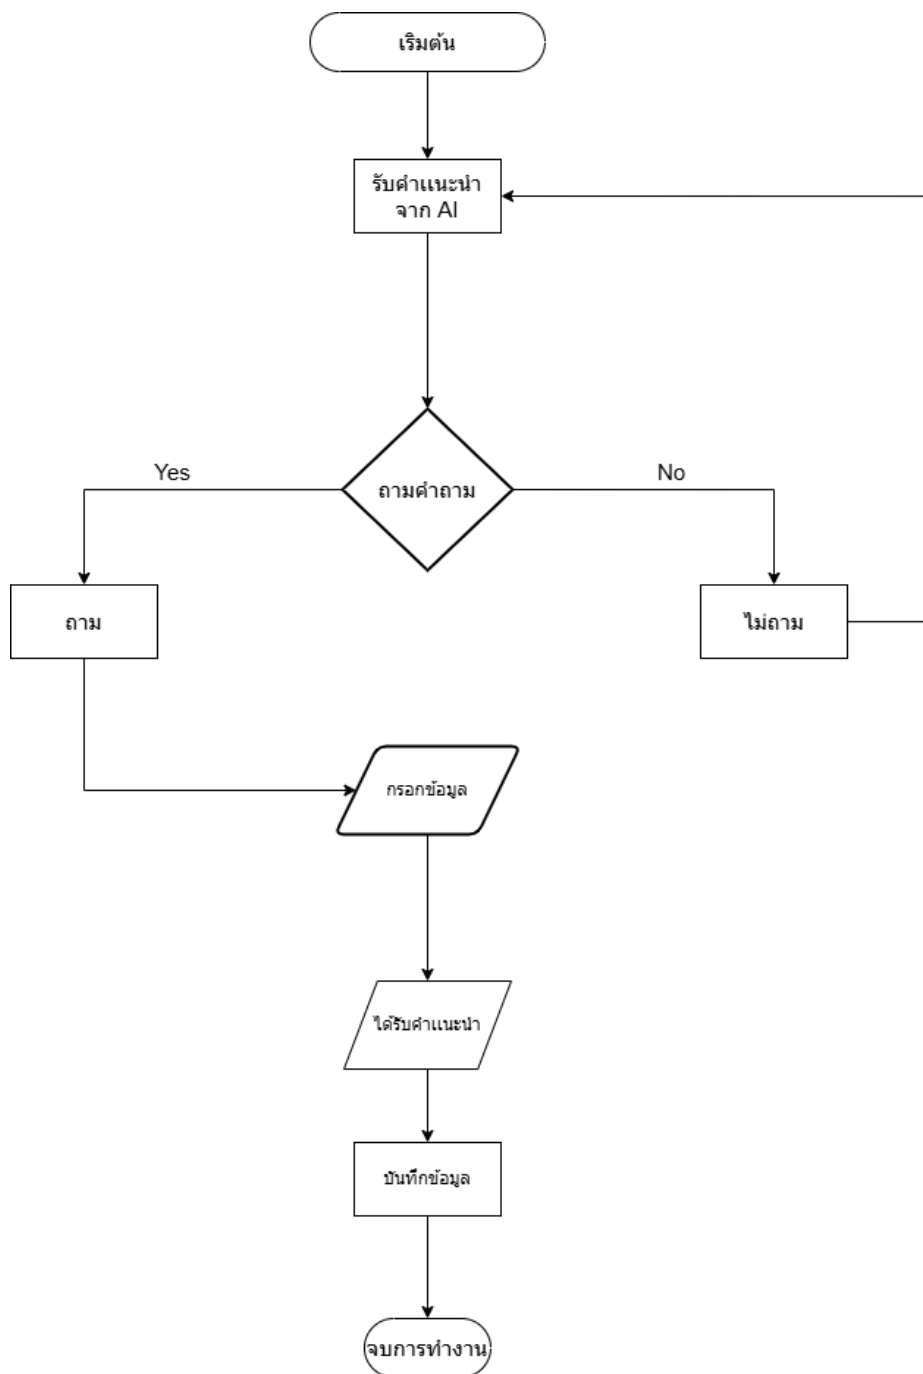 เริ่มต้น
รับคำแนะนำ
จาก AI
Yes
ถามคำถาม
No
ถาม
ไม่ถาม
กรอกข้อมูล
ได้รับคำแนะนำ
บันทึกข้อมูล
จบการทำงาน